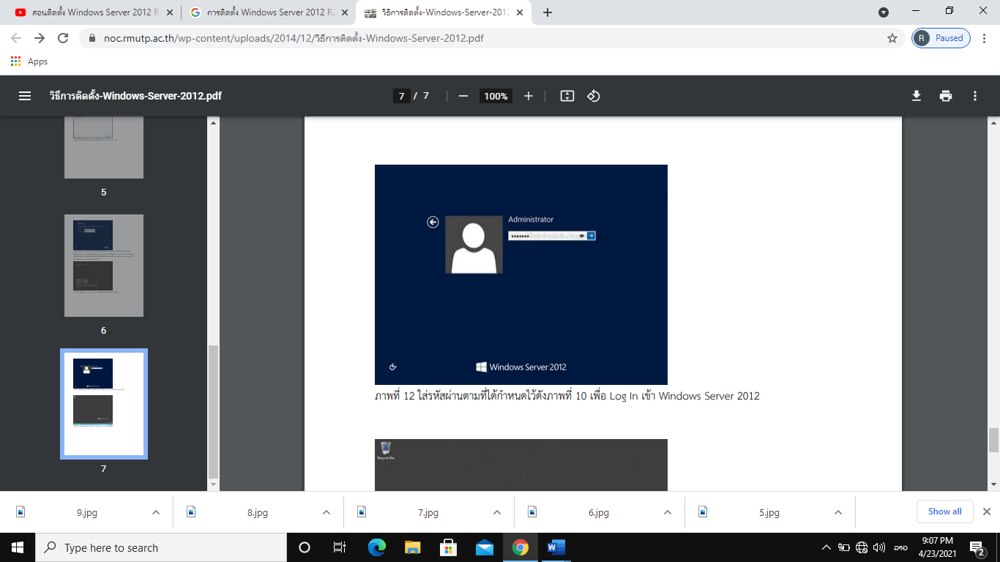 สอนติดตั้ง Windows Server 2012 R
การติดตั้ง Windows Server 2012 R2
วิธีการติดตั้ง-Windows-Server-2012
noc.rmutp.ac.th/wp-content/uploads/2014/12/วิธีการติดตั้ง-Windows-Server-2012.pdf
R Paused
Apps
วิธีการติดตั้ง-Windows-Server-2012.pdf
7 / 7
100%
5
10:58
6
7
Administrator
Windows Server 2012
ภาพที่ 12 ใส่รหัสผ่านตามที่ได้กำหนดไว้ดังภาพที่ 10 เพื่อ Log In เข้า Windows Server 2012
Recycle Bin
9.jpg
8.jpg
7.jpg
6.jpg
5.jpg
Show all
Type here to search
ລາວ
9:07 PM
4/23/2021
2